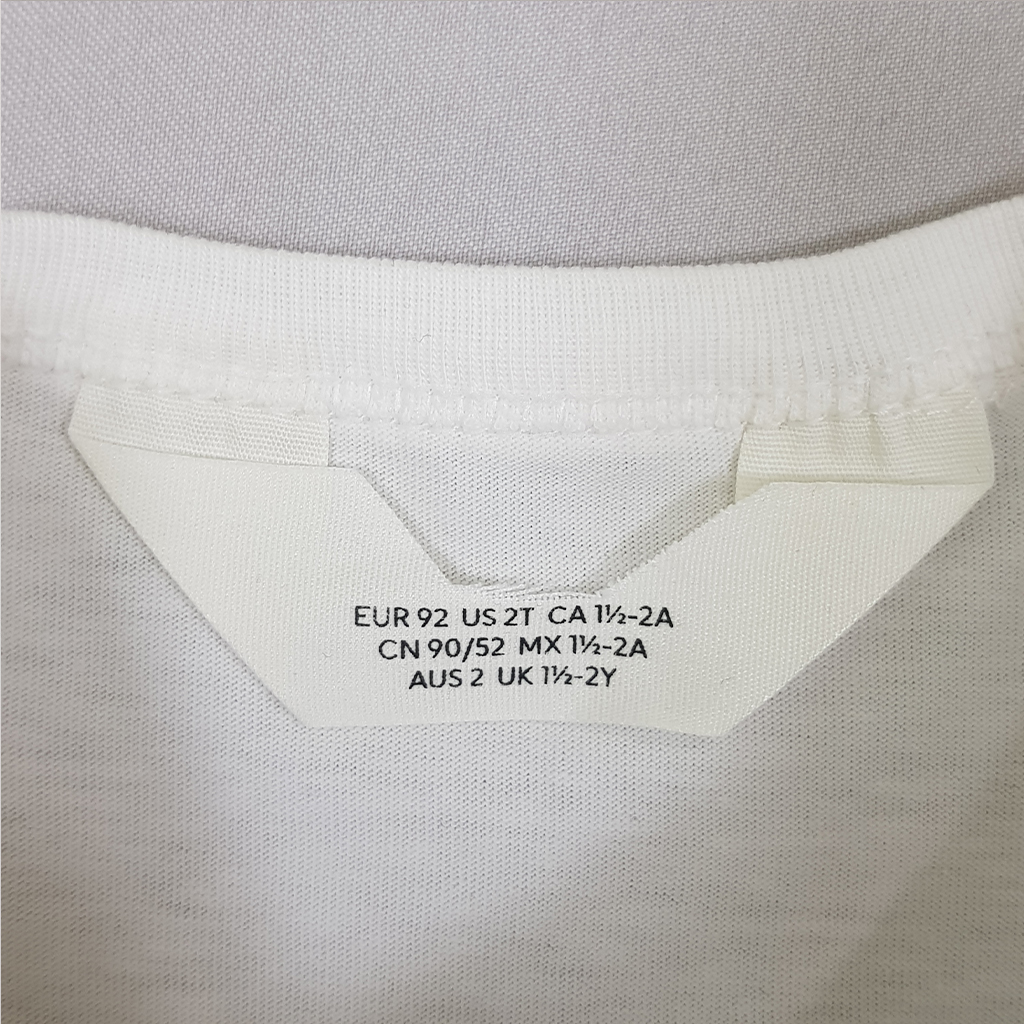 EUR 92 US 2T CA 1½-2A
CN 90/52 MX 1½-2A
AUS 2 UK 1½-2Y